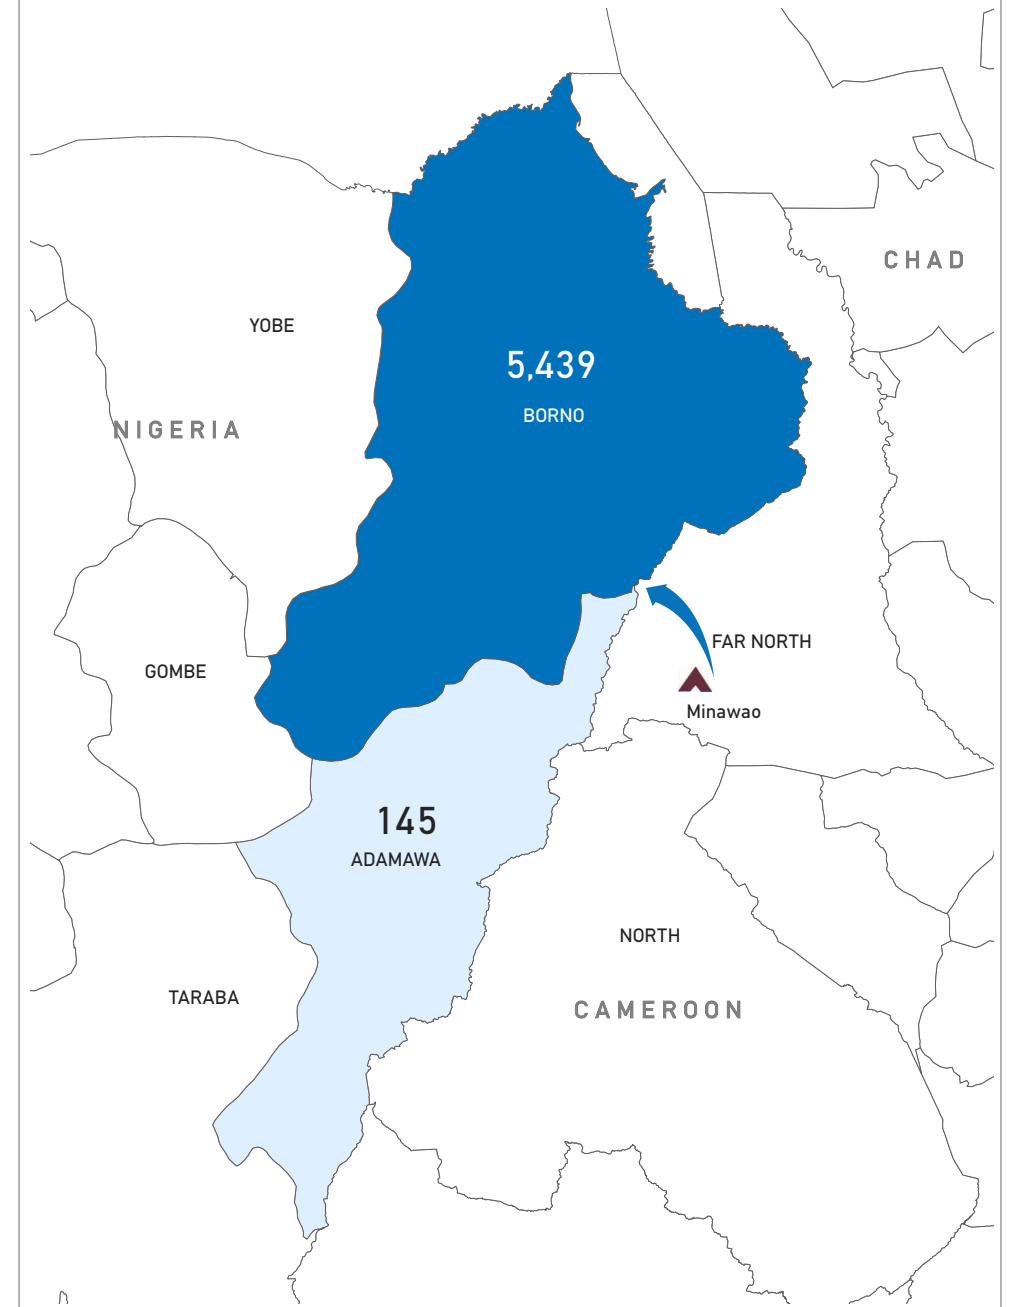 CHAD
YOBE
5,439
BORNO
NIGERIA
FAR NORTH
GOMBE
Minawao
145
ADAMAWA
NORTH
TARABA
CAMEROON